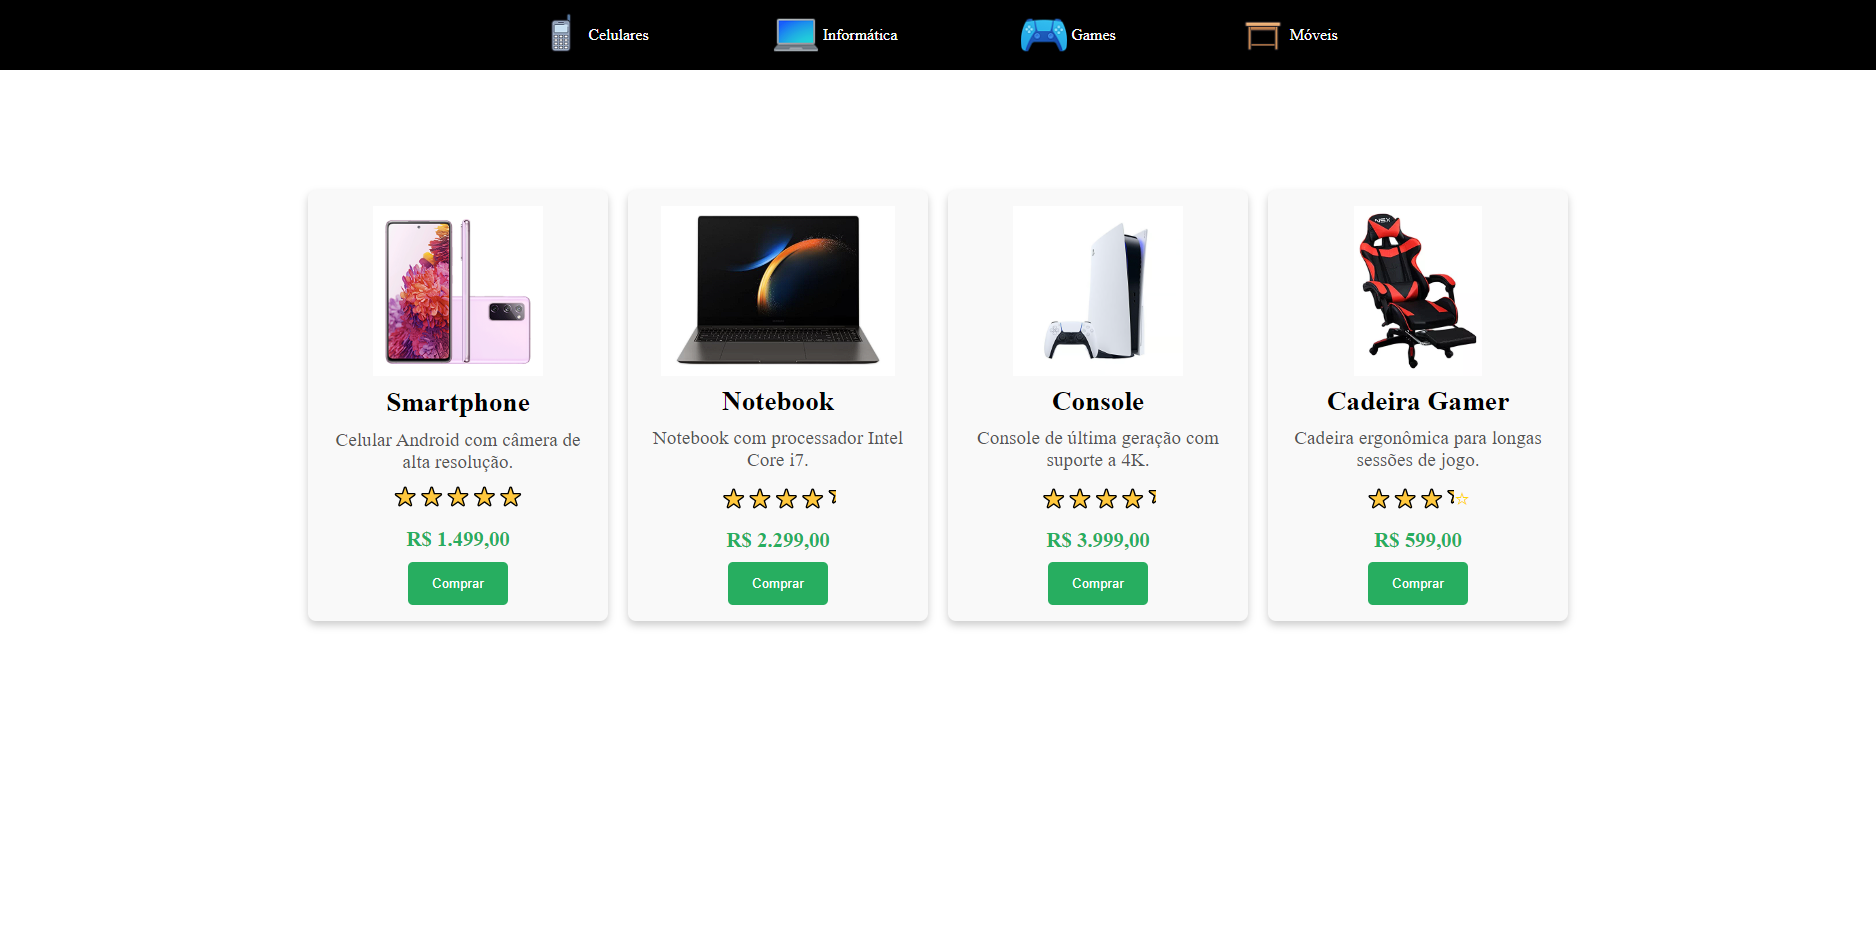 Celulares
Informática
Games
Móveis
Smartphone
Celular Android com câmera de
alta resolução.
R$ 1.499,00
Comprar
Notebook
Notebook com processador Intel
Core i7.
R$ 2.299,00
Comprar
Console
Console de última geração com
suporte a 4K.
R$ 3.999,00
Comprar
Cadeira Gamer
Cadeira ergonômica para longas
sessões de jogo.
R$ 599,00
Comprar